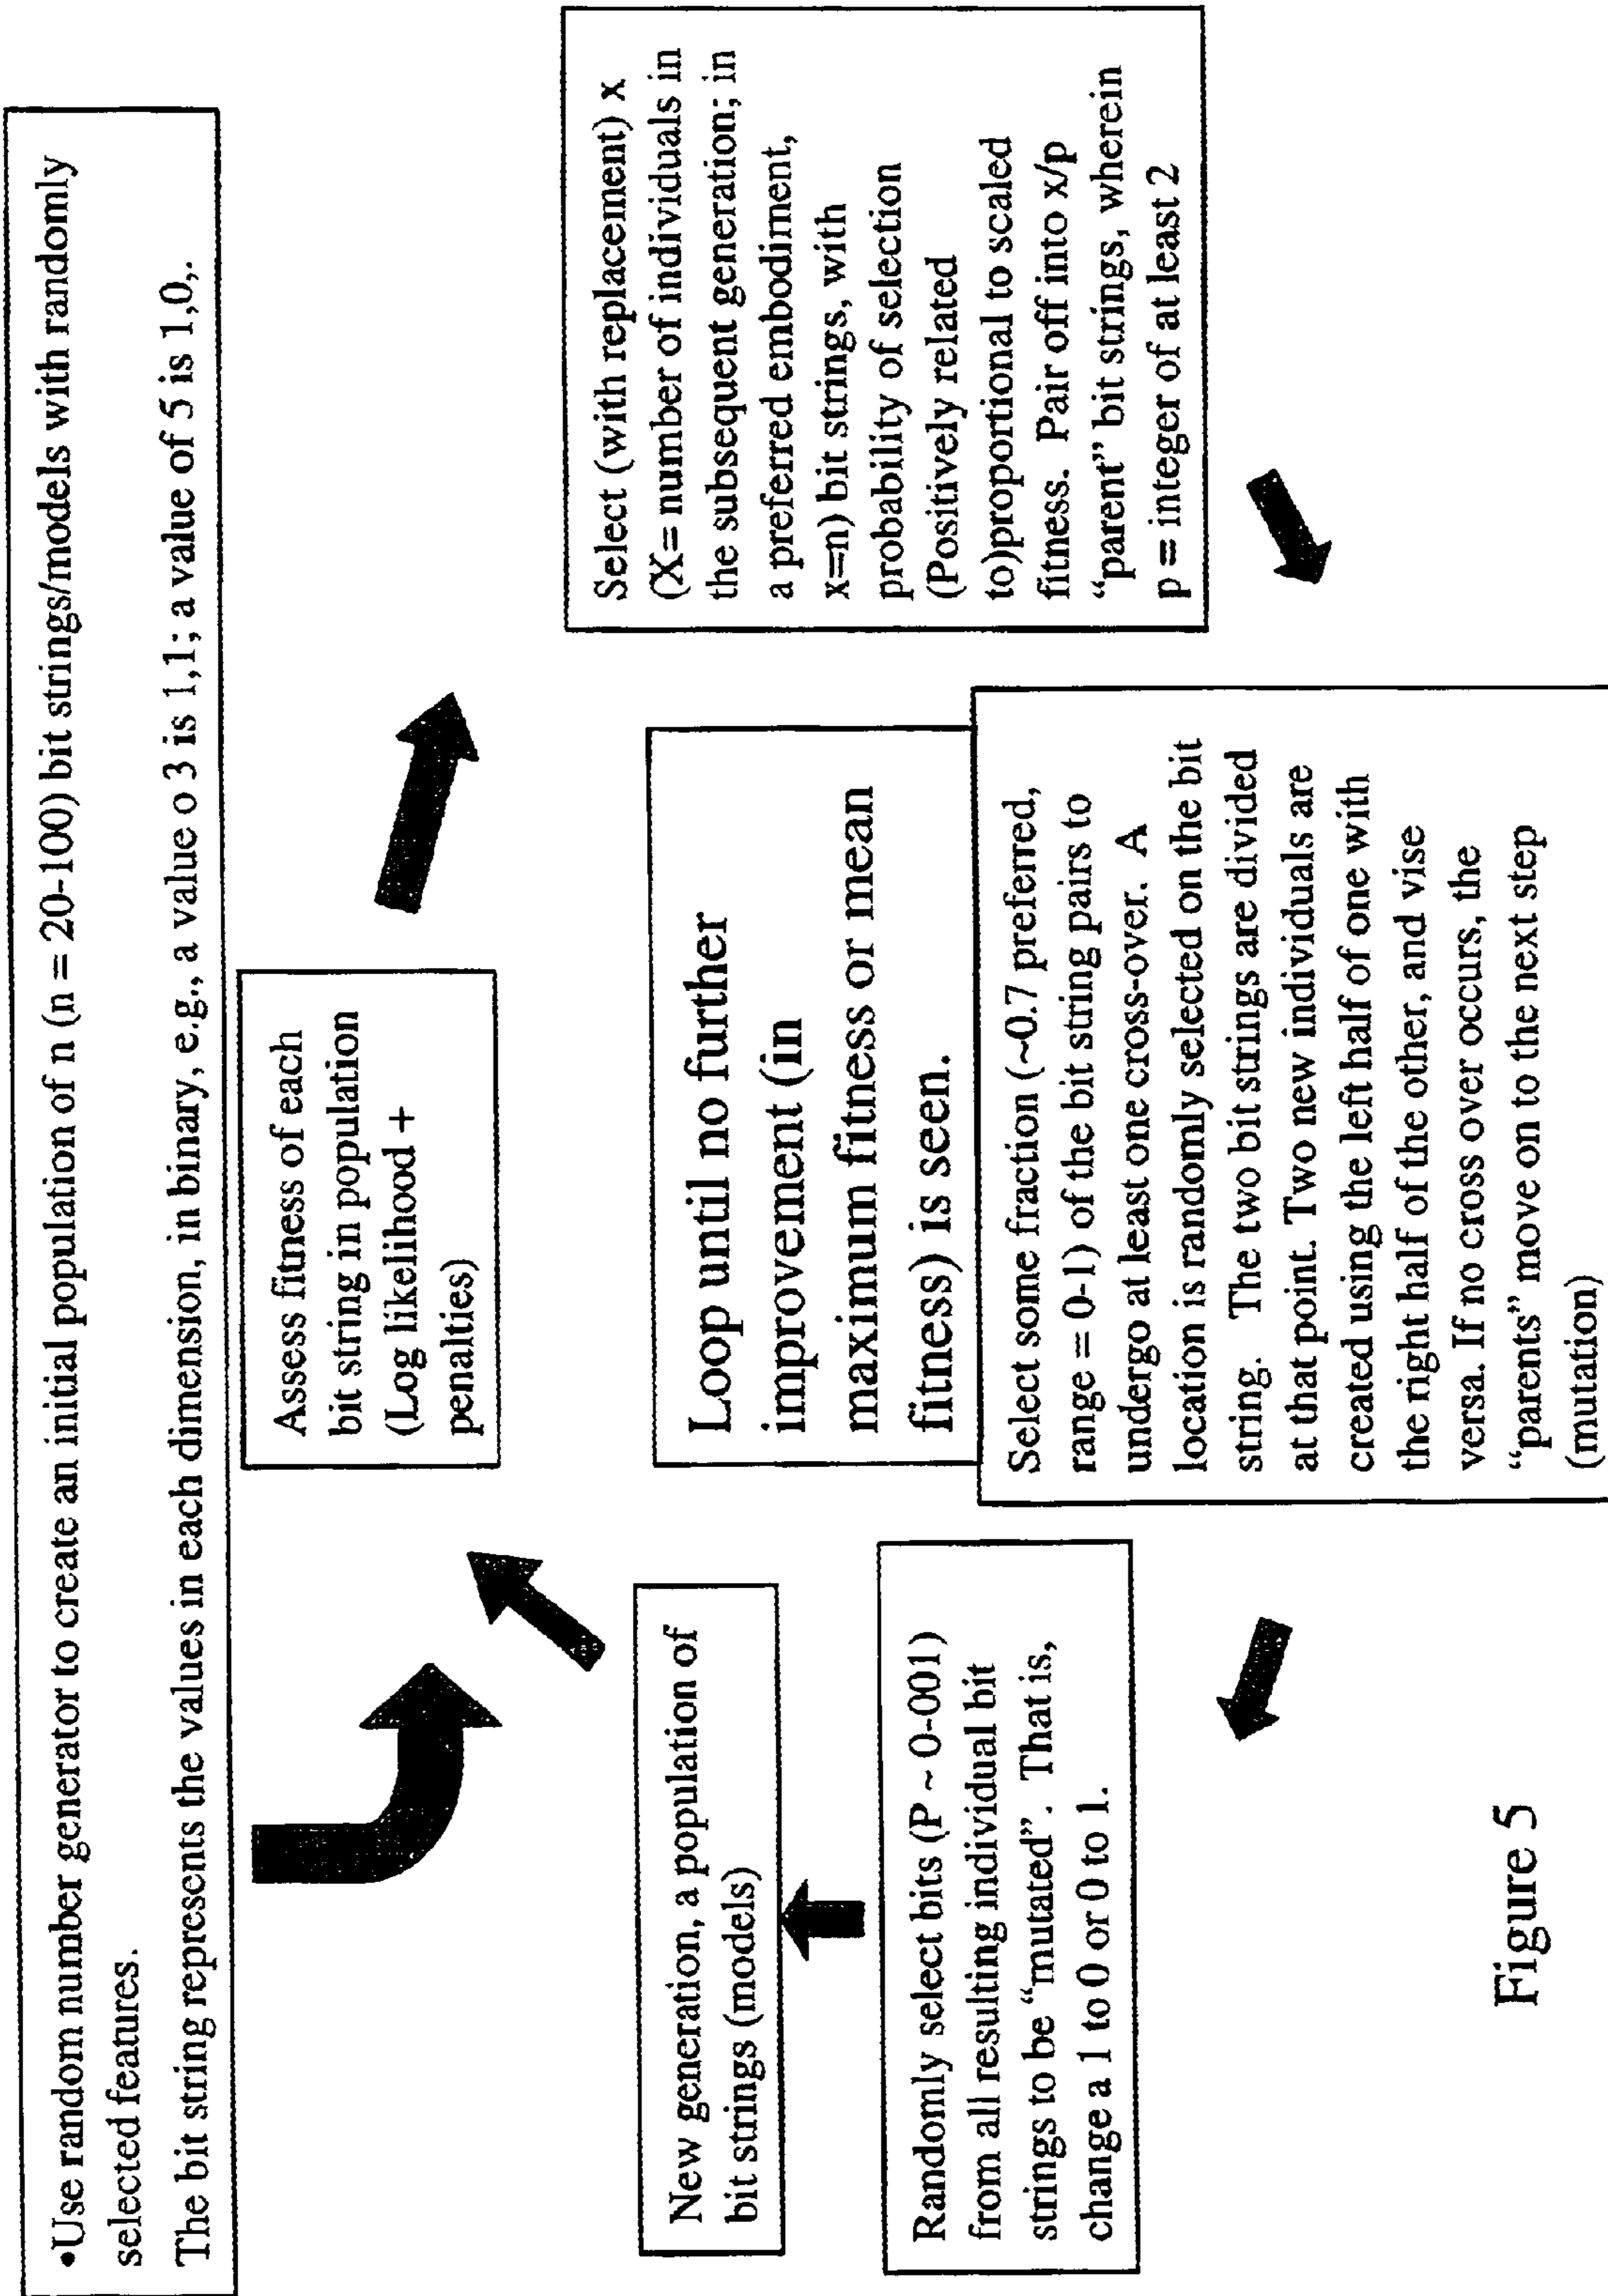 •Use random number generator to create an initial population of n (n = 20-100) bit strings/models with randomly
selected features.
The bit string represents the values in each dimension, in binary, e.g., a value o 3 is 1,1; a value of 5 is 1,0,.
Assess fitness of each
bit string in population
(Log likelihood +
penalties)
Select (with replacement) x
(X= number of individuals in
the subsequent generation; in
a preferred embodiment,
x=n) bit strings, with
probability of selection
(Positively related
to)proportional to scaled
fitness. Pair off into x/p
“parent” bit strings, wherein
p = integer of at least 2
Loop until no further
improvement (in
maximum fitness or mean
fitness) is seen.
Select some fraction (~0.7 preferred,
range = 0-1) of the bit string pairs to
undergo at least one cross-over. A
location is randomly selected on the bit
string. The two bit strings are divided
at that point. Two new individuals are
created using the left half of one with
the right half of the other, and vise
versa. If no cross over occurs, the
“parents” move on to the next step
(mutation)
New generation, a population of
bit strings (models)
Randomly select bits (P ~ 0-001)
from all resulting individual bit
strings to be “mutated”. That is,
change a 1 to 0 or 0 to 1.
Figure 5